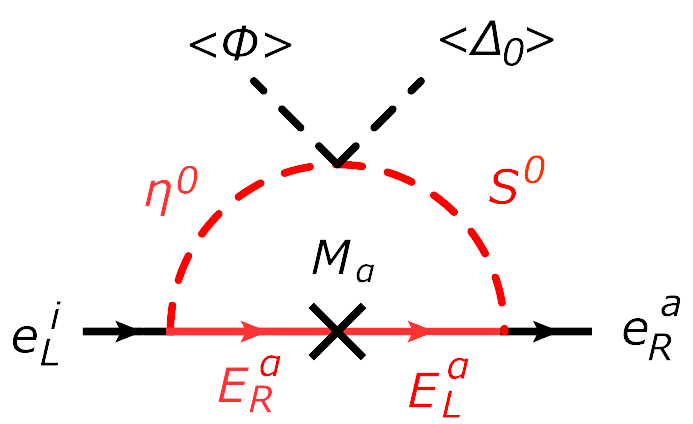 <Φ> <Δ₀>
η⁰ S⁰
Mₐ
e_L^i E_R^a E_L^a e_R^a